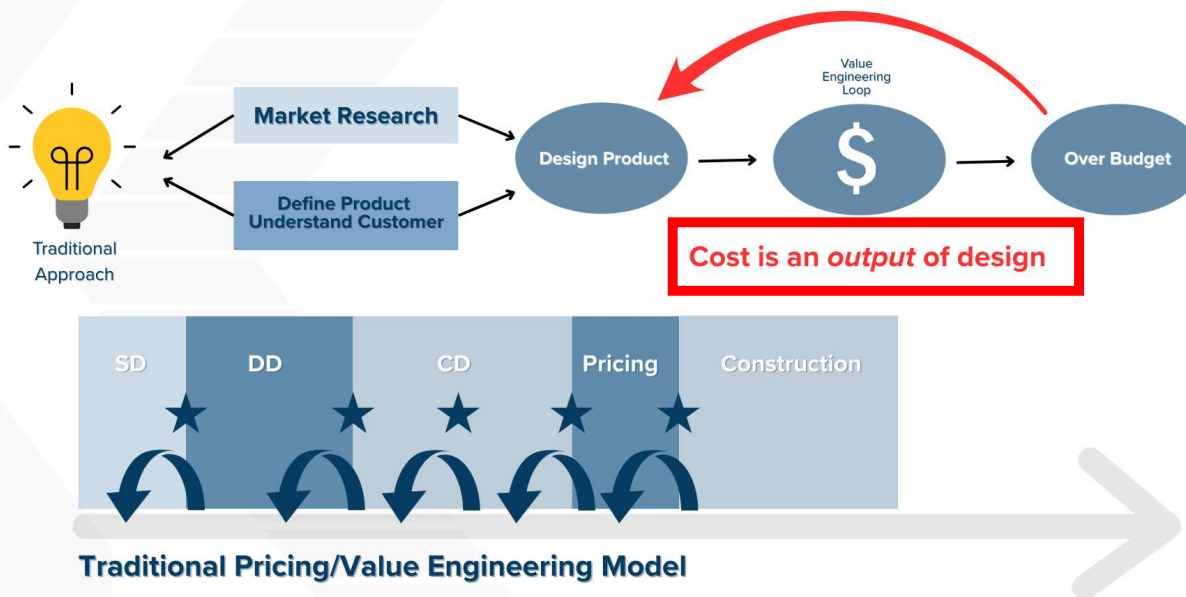 Value
Engineering
Loop
Market Research
Design Product
$
Over Budget
Define Product
Understand Customer
Traditional
Approach
Cost is an output of design
SD
DD
CD
Pricing
Construction
Traditional Pricing/Value Engineering Model